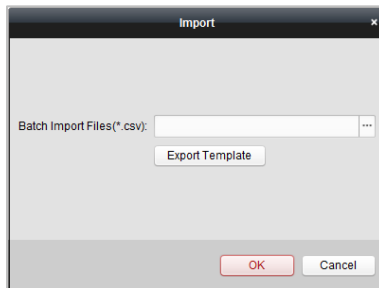 Import
×
Batch Import Files(*.csv):
...
Export Template
OK Cancel